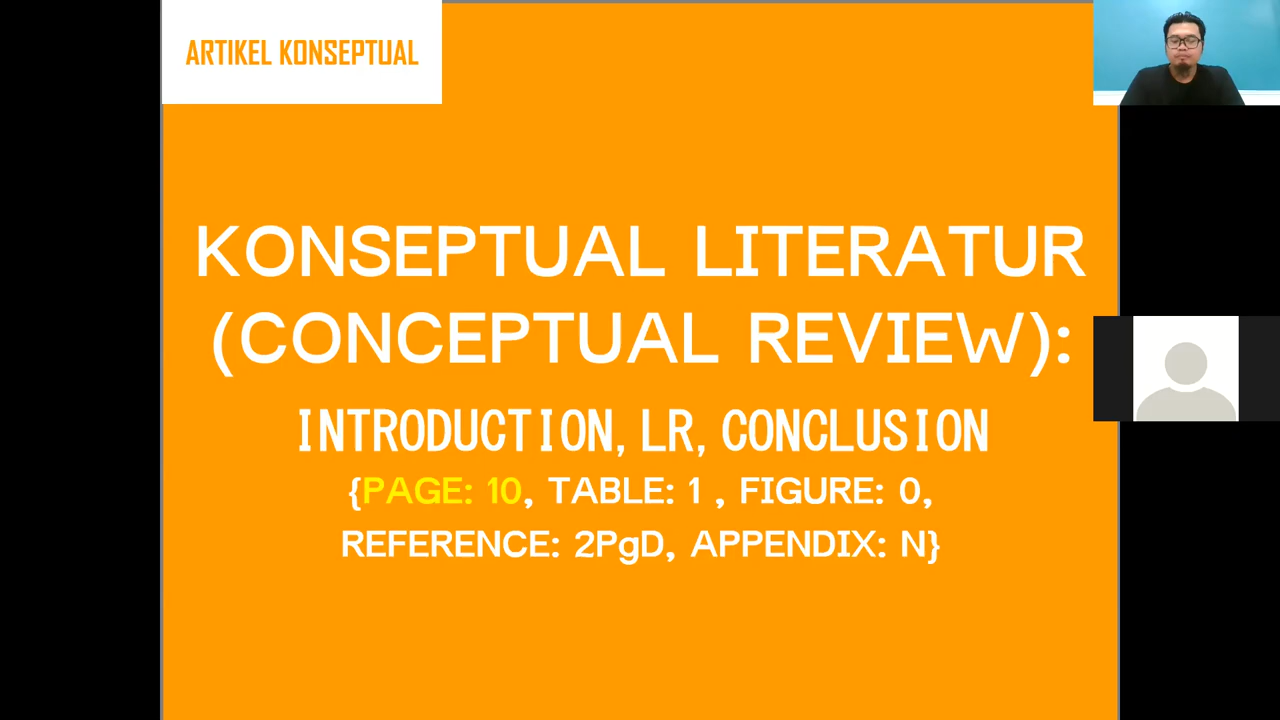 ARTIKEL KONSEPTUAL
KONSEPTUAL LITERATUR
(CONCEPTUAL REVIEW):
INTRODUCTION, LR, CONCLUSION
{PAGE: 10, TABLE: 1 , FIGURE: 0,
REFERENCE: 2PgD, APPENDIX: N}